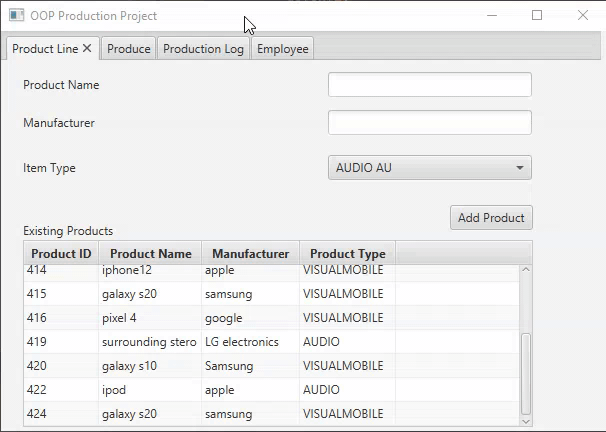 OOP Production Project
Product Line Produce Production Log Employee
Product Name
Manufacturer
Item Type AUDIO AU
Add Product
Existing Products
Product ID Product Name Manufacturer Product Type
414 iphone12 apple VISUALMOBILE
415 galaxy s20 samsung VISUALMOBILE
416 pixel 4 google VISUALMOBILE
419 surrounding stero LG electronics AUDIO
420 galaxy s10 Samsung VISUALMOBILE
422 ipod apple AUDIO
424 galaxy s20 samsung VISUALMOBILE